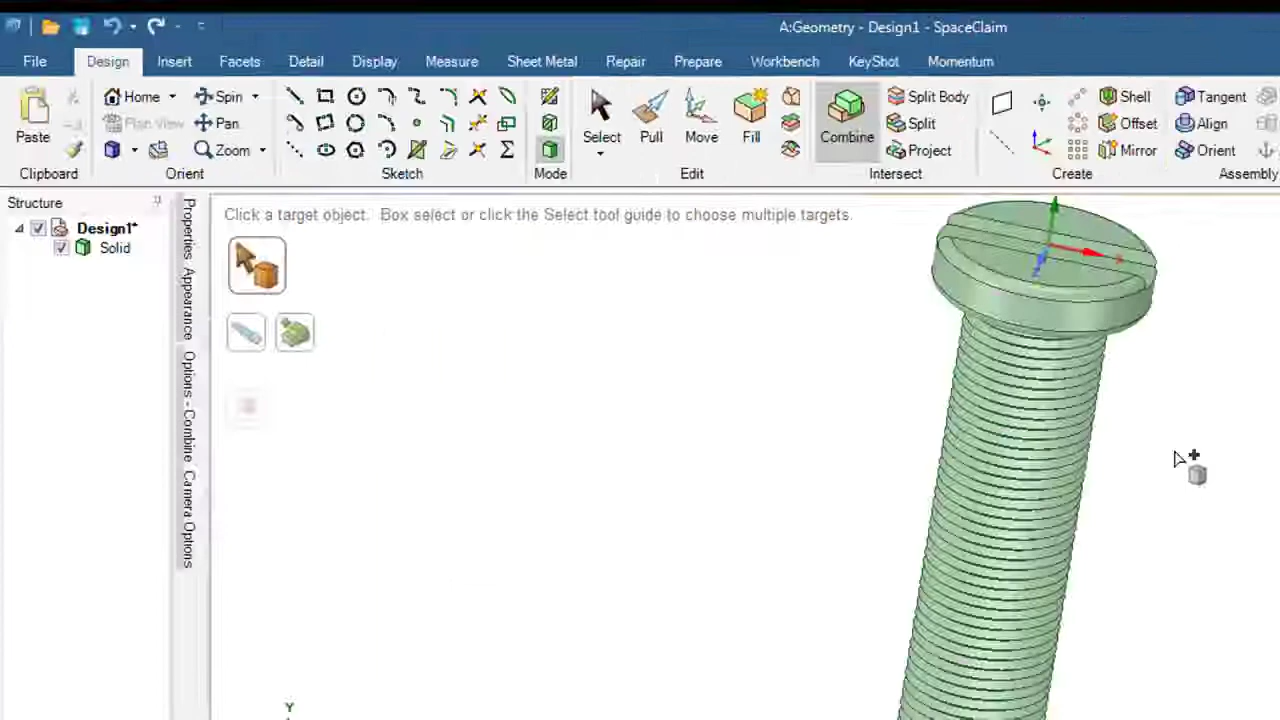 A:Geometry - Design1 - SpaceClaim
File Design Insert Facets Detail Display Measure Sheet Metal Repair Prepare Workbench KeyShot Momentum
Home Spin Split Body Shell Tangent
Plan View Pan Split Offset Align
Paste Select Pull Move Fill Combine
Zoom Project Mirror Orient
Clipboard Orient Sketch Mode Edit Intersect Create Assembly
Structure
Click a target object. Box select or click the Select tool guide to choose multiple targets.
Design1*
Solid
Properties
Appearance
Options - Combine
Camera Options
Y